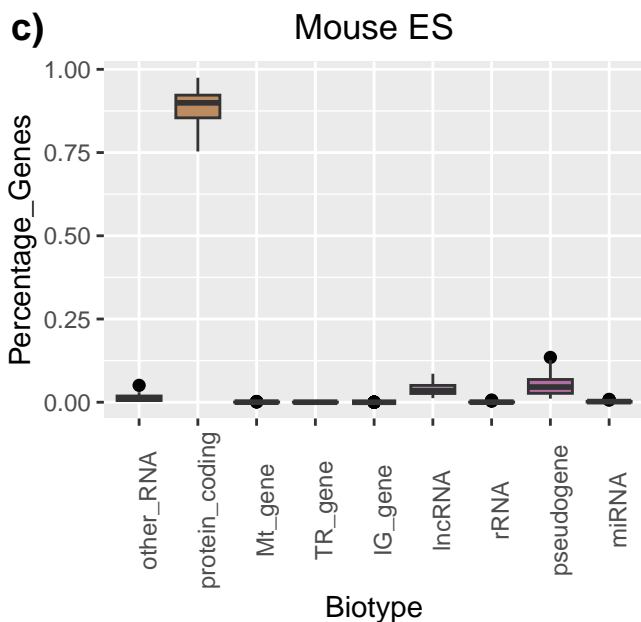 c)
Mouse ES
Percentage_Genes
1.00
0.75
0.50
0.25
0.00
other_RNA
protein_coding
Mt_gene
TR_gene
IG_gene
lncRNA
rRNA
pseudogene
miRNA
Biotype